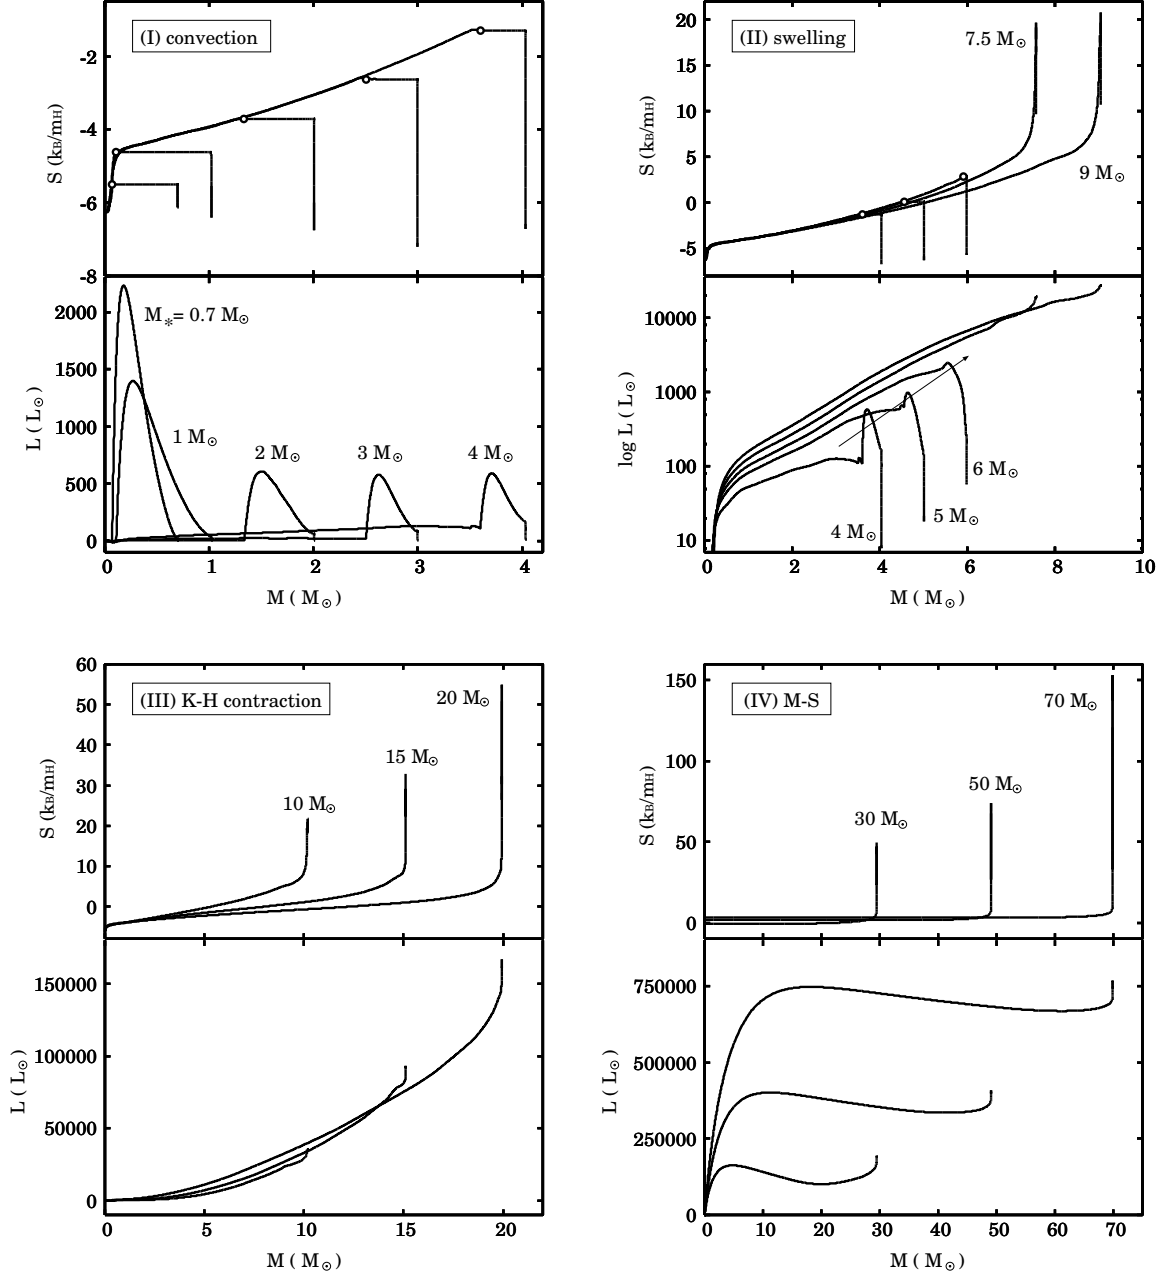 (I) convection
-2
-4
-6
-8
S (kB/mH)
M*= 0.7 M⊙
1 M⊙
2 M⊙
3 M⊙
4 M⊙
2000
1500
1000
500
0
L ( L⊙ )
0 1 2 3 4
M ( M⊙ )
(II) swelling
7.5 M⊙
9 M⊙
20
15
10
5
0
-5
S (kB/mH)
10000
1000
100
10
log L ( L⊙ )
4 M⊙
5 M⊙
6 M⊙
0 2 4 6 8 10
M ( M⊙ )
(III) K-H contraction
20 M⊙
15 M⊙
10 M⊙
60
50
40
30
20
10
0
S (kB/mH)
150000
100000
50000
0
L ( L⊙ )
0 5 10 15 20
M ( M⊙ )
(IV) M-S
70 M⊙
50 M⊙
30 M⊙
150
100
50
0
S (kB/mH)
750000
500000
250000
0
L ( L⊙ )
0 10 20 30 40 50 60 70
M ( M⊙ )